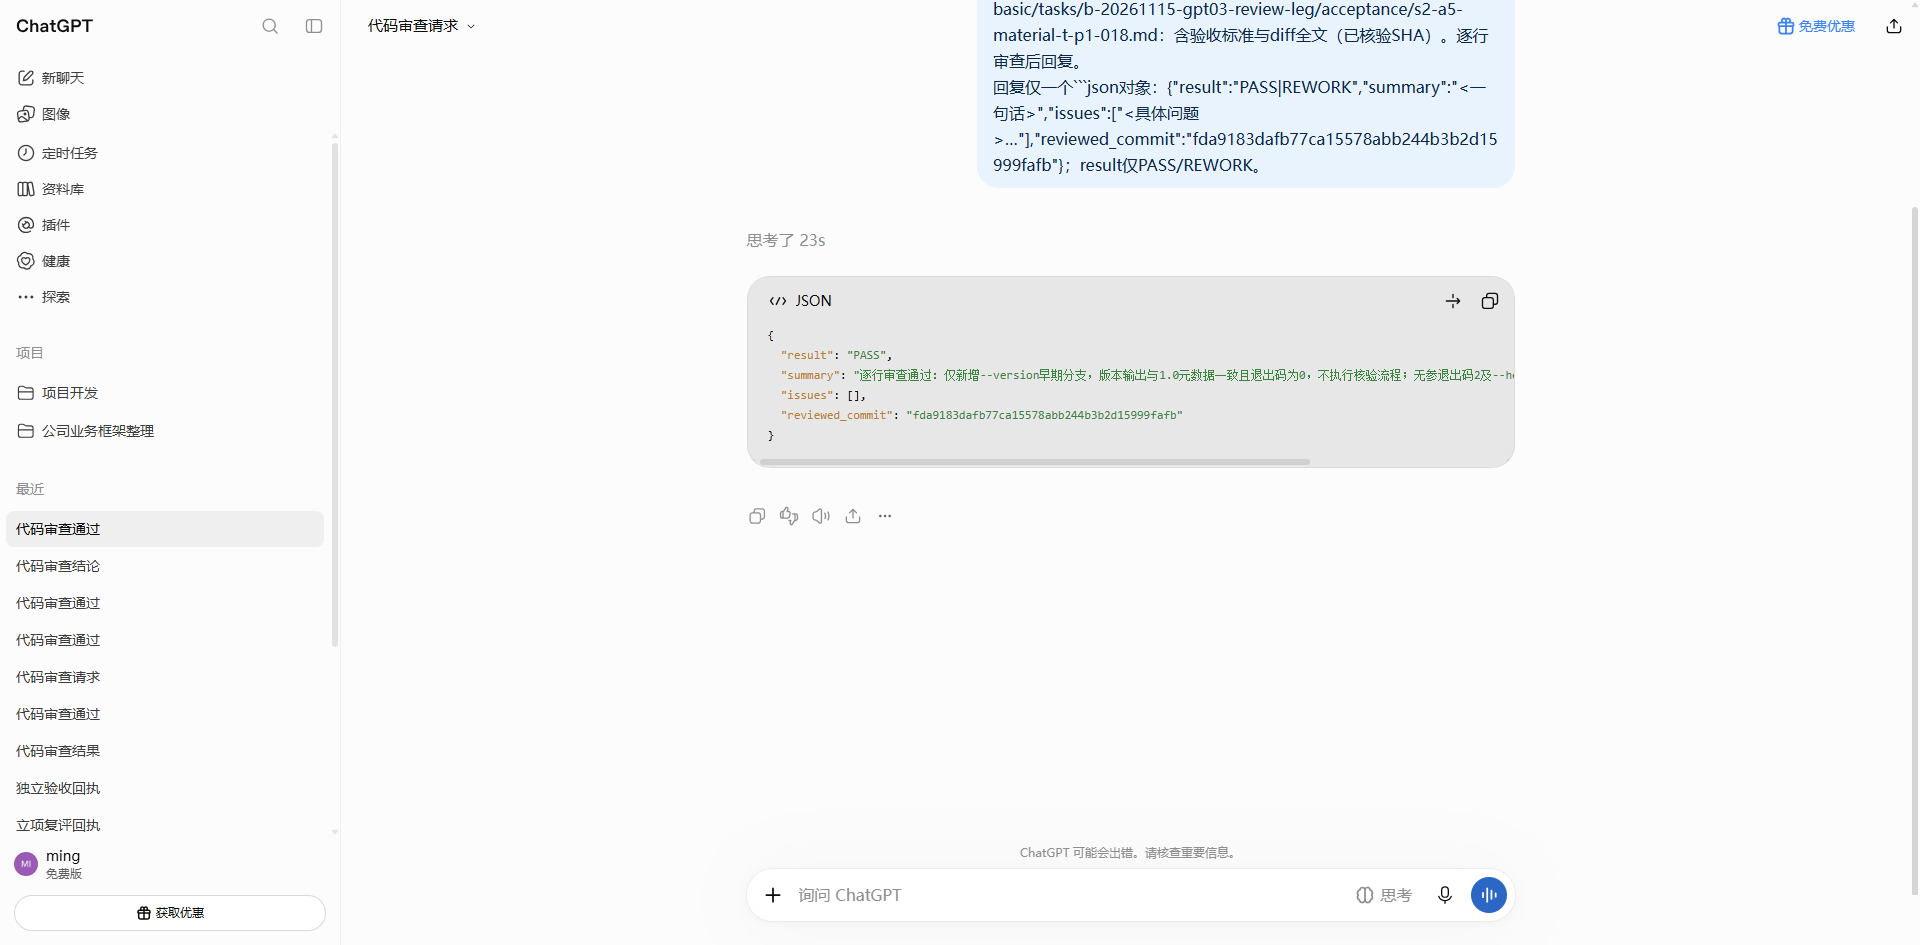 ChatGPT
新聊天
图像
定时任务
资料库
插件
健康
探索
项目
项目开发
公司业务框架整理
最近
代码审查通过
代码审查结论
代码审查通过
代码审查通过
代码审查请求
代码审查通过
代码审查结果
独立验收回执
立项复评回执
MI
ming
免费版
获取优惠
代码审查请求
免费优惠
basic/tasks/b-20261115-gpt03-review-leg/acceptance/s2-a5-
material-t-p1-018.md：含验收标准与diff全文（已核验SHA）。逐行
审查后回复。
回复仅一个```json对象：{"result":"PASS|REWORK","summary":"<一
句话>","issues":["<具体问题
>..."],"reviewed_commit":"fda9183dafb77ca15578abb244b3b2d15
999fafb"}；result仅PASS/REWORK。
思考了 23s
JSON
{
"result": "PASS",
"summary": "逐行审查通过：仅新增--version早期分支，版本输出与1.0元数据一致且退出码为0，不执行核验流程；无参退出码2及--he
"issues": [],
"reviewed_commit": "fda9183dafb77ca15578abb244b3b2d15999fafb"
}
ChatGPT 可能会出错。请核查重要信息。
询问 ChatGPT
思考